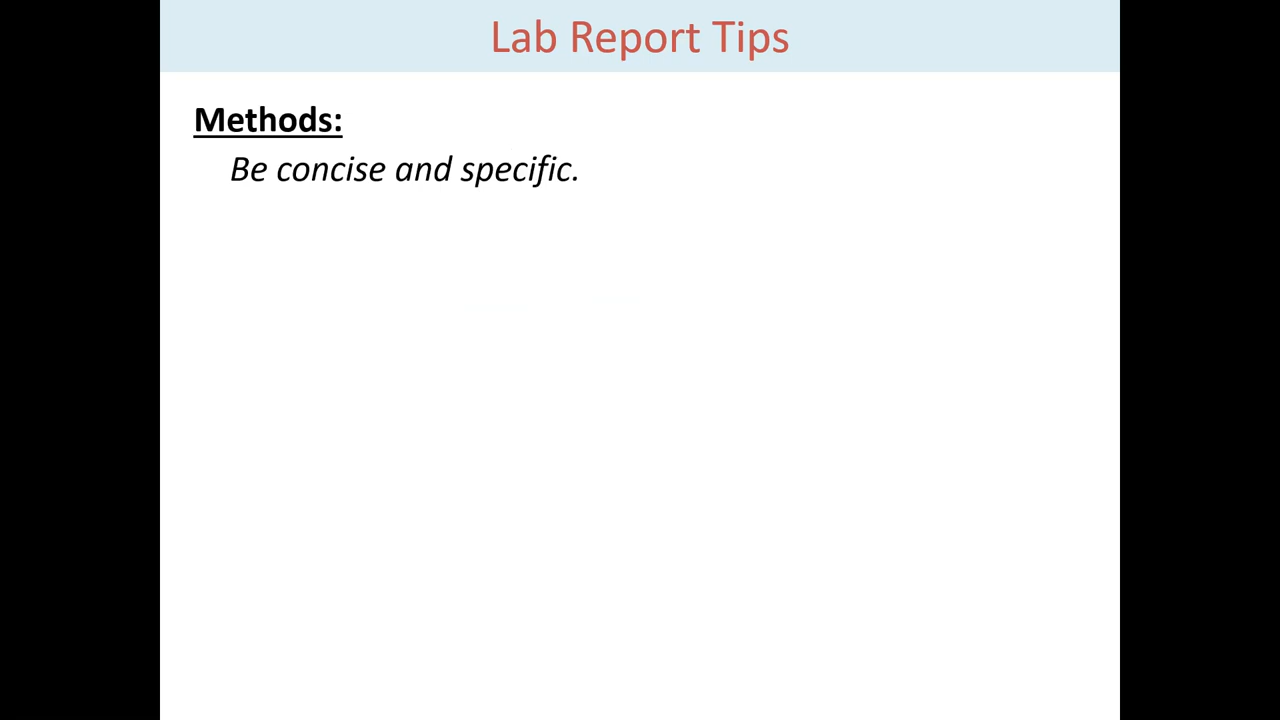 Lab Report Tips
Methods:
Be concise and specific.